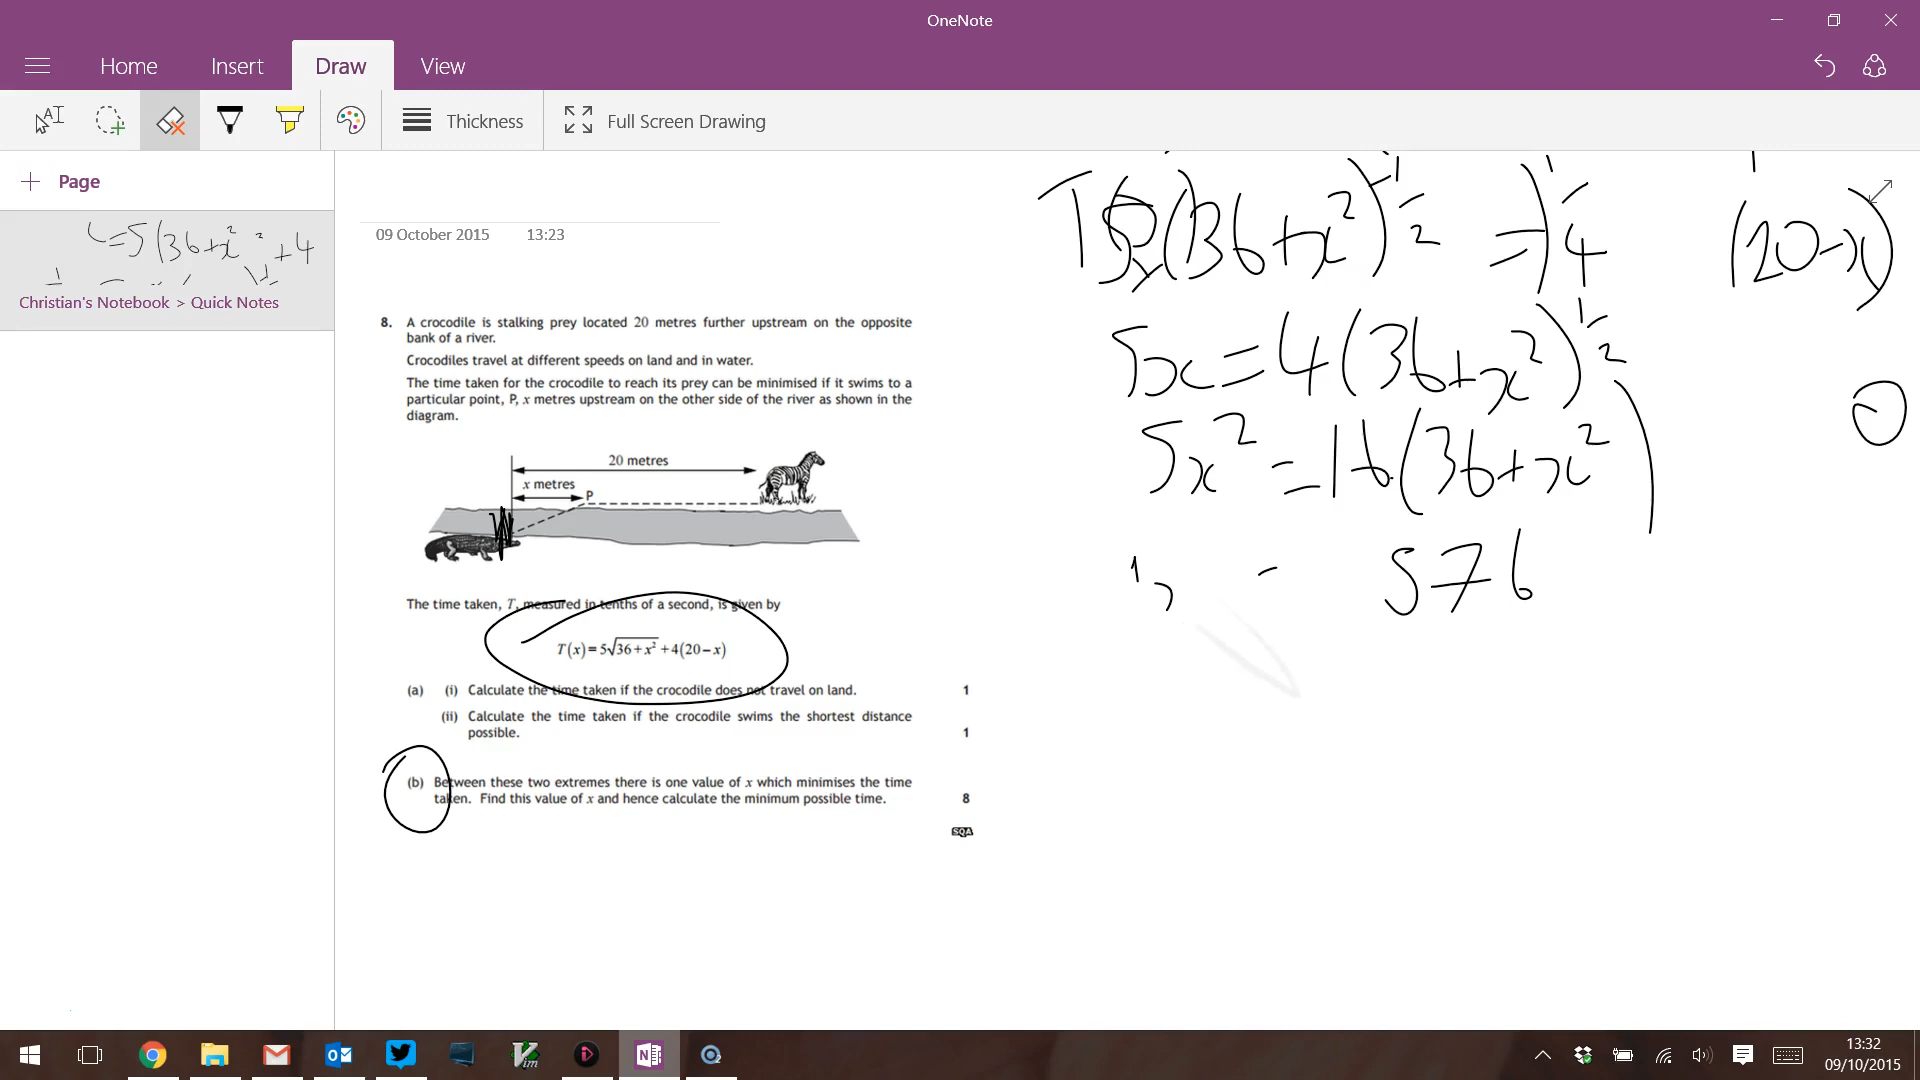 OneNote
Home Insert Draw View
Thickness Full Screen Drawing
Page
=5(36+x² +4
Christian's Notebook > Quick Notes
09 October 2015 13:23
8. A crocodile is stalking prey located 20 metres further upstream on the opposite
bank of a river.
Crocodiles travel at different speeds on land and in water.
The time taken for the crocodile to reach its prey can be minimised if it swims to a
particular point, P, x metres upstream on the other side of the river as shown in the
diagram.
20 metres
x metres
P
The time taken, T, measured in tenths of a second, is given by
T(x)=5√36+x² +4(20−x)
(a) (i) Calculate the time taken if the crocodile does not travel on land. 1
(ii) Calculate the time taken if the crocodile swims the shortest distance
possible. 1
(b) Between these two extremes there is one value of x which minimises the time
taken. Find this value of x and hence calculate the minimum possible time. 8
SQA
(36+x²) = 4 (20-x)
5x=4(36+x²)^½
5x²=16(36+x²)
= 576
13:32
09/10/2015